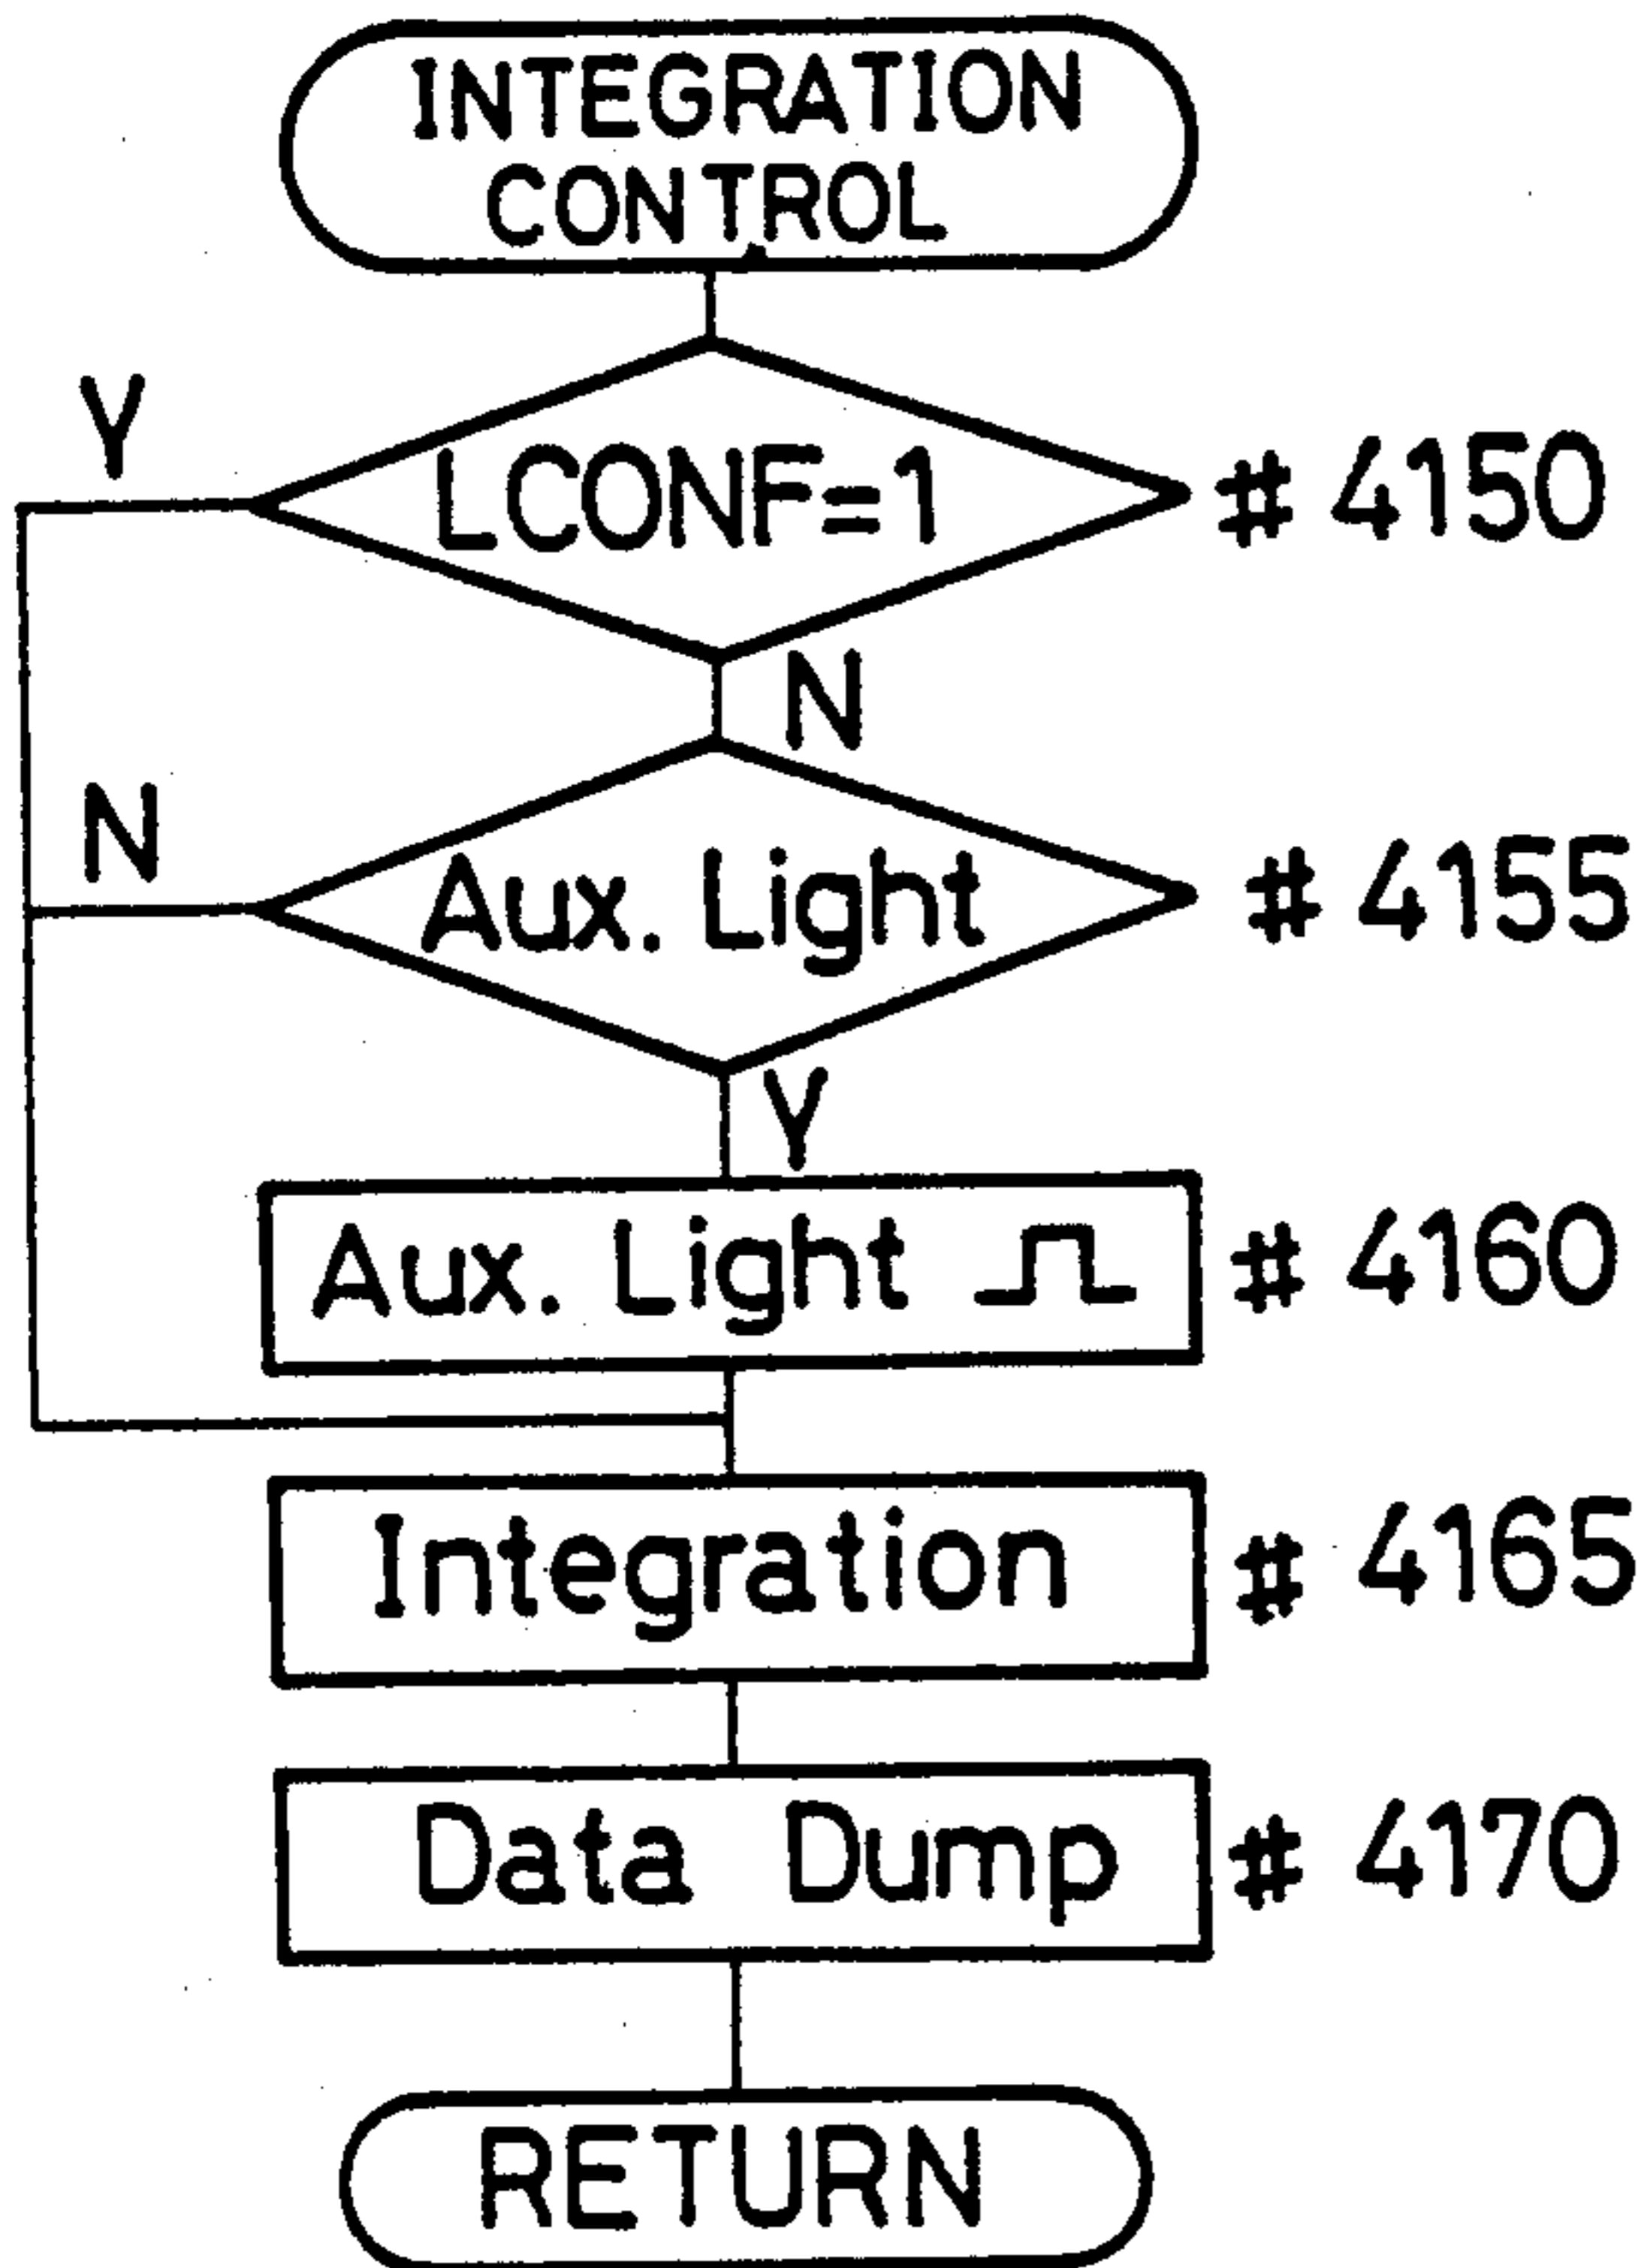 INTEGRATION
CONTROL
Y
LCONF=1 # 4150
N
N
Aux. Light # 4155
Y
Aux. Light # 4160
Integration # 4165
Data Dump # 4170
RETURN